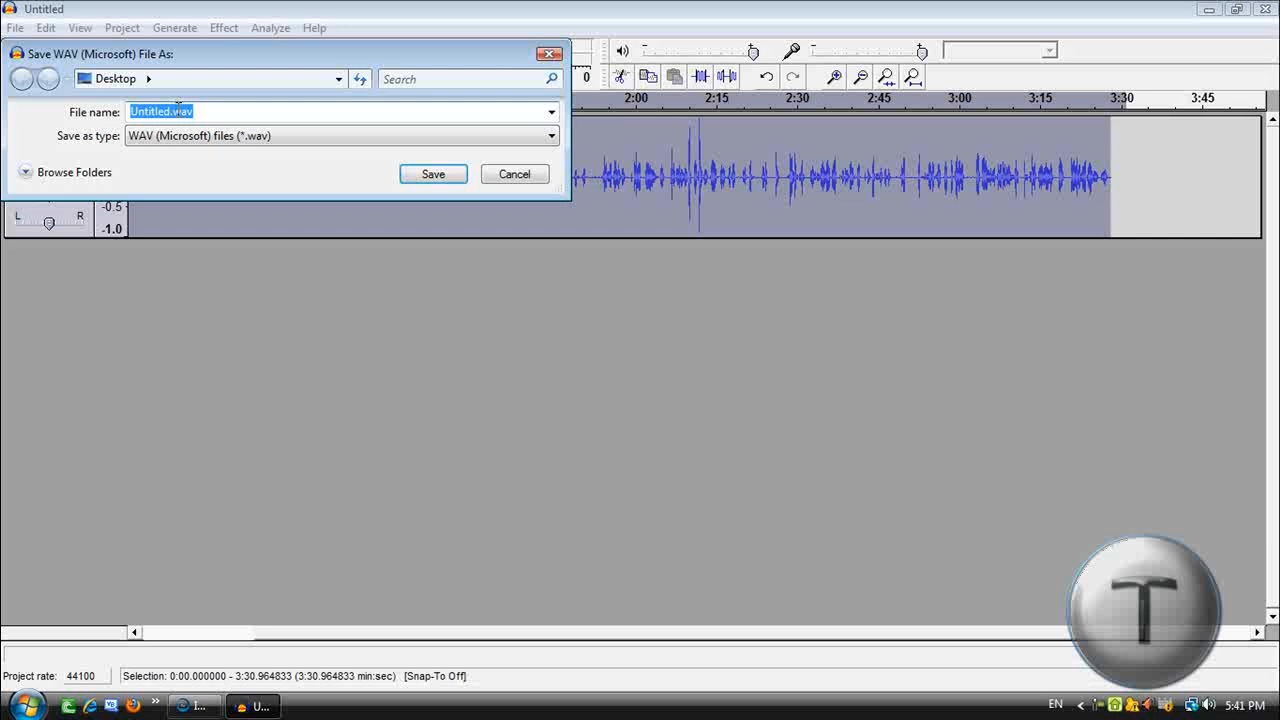 Untitled
File Edit View Project Generate Effect Analyze Help
Save WAV (Microsoft) File As:
Desktop
Search
File name: Untitled.wav
Save as type: WAV (Microsoft) files (*.wav)
Browse Folders
Save Cancel
0
2:00 2:15 2:30 2:45 3:00 3:15 3:30 3:45
L R
-0.5
-1.0
T
Project rate: 44100 Selection: 0:00.000000 - 3:30.964833 (3:30.964833 min:sec) [Snap-To Off]
I... U... EN 5:41 PM